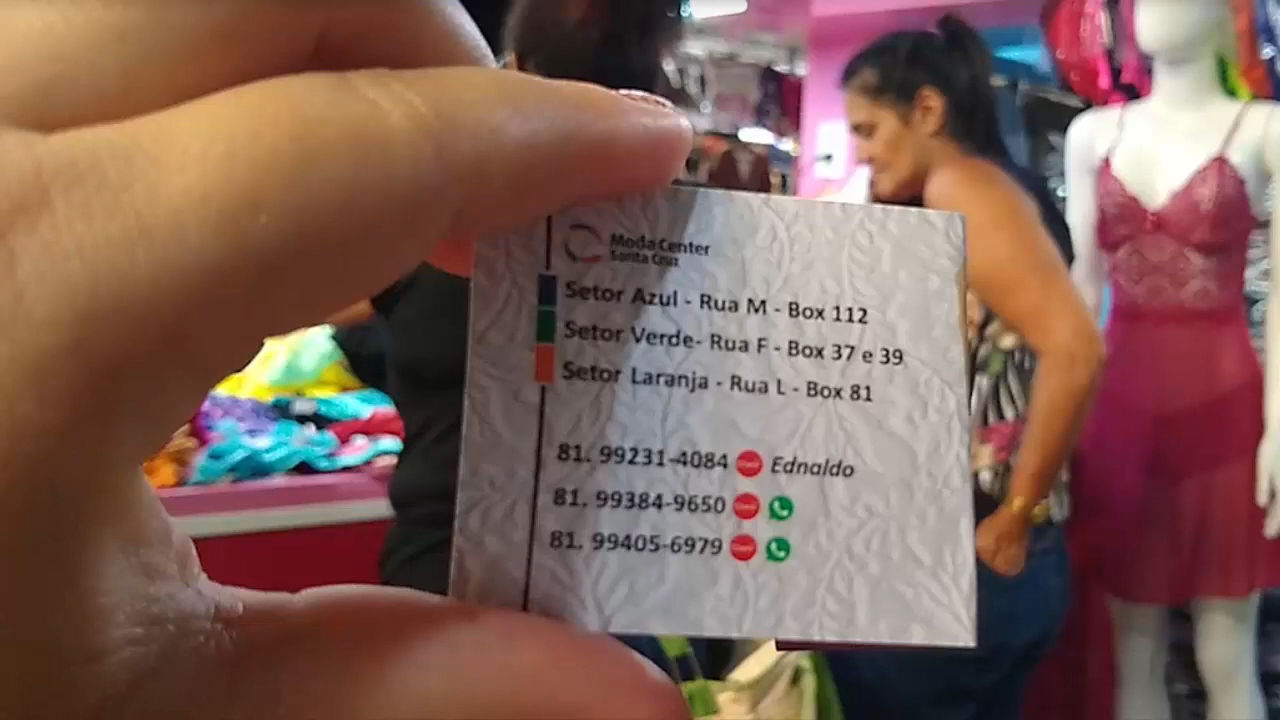 Moda Center
Santa Cruz
Setor Azul - Rua M - Box 112
Setor Verde- Rua F - Box 37 e 39
Setor Laranja - Rua L - Box 81
81. 99231-4084 Ednaldo
81. 99384-9650
81. 99405-6979